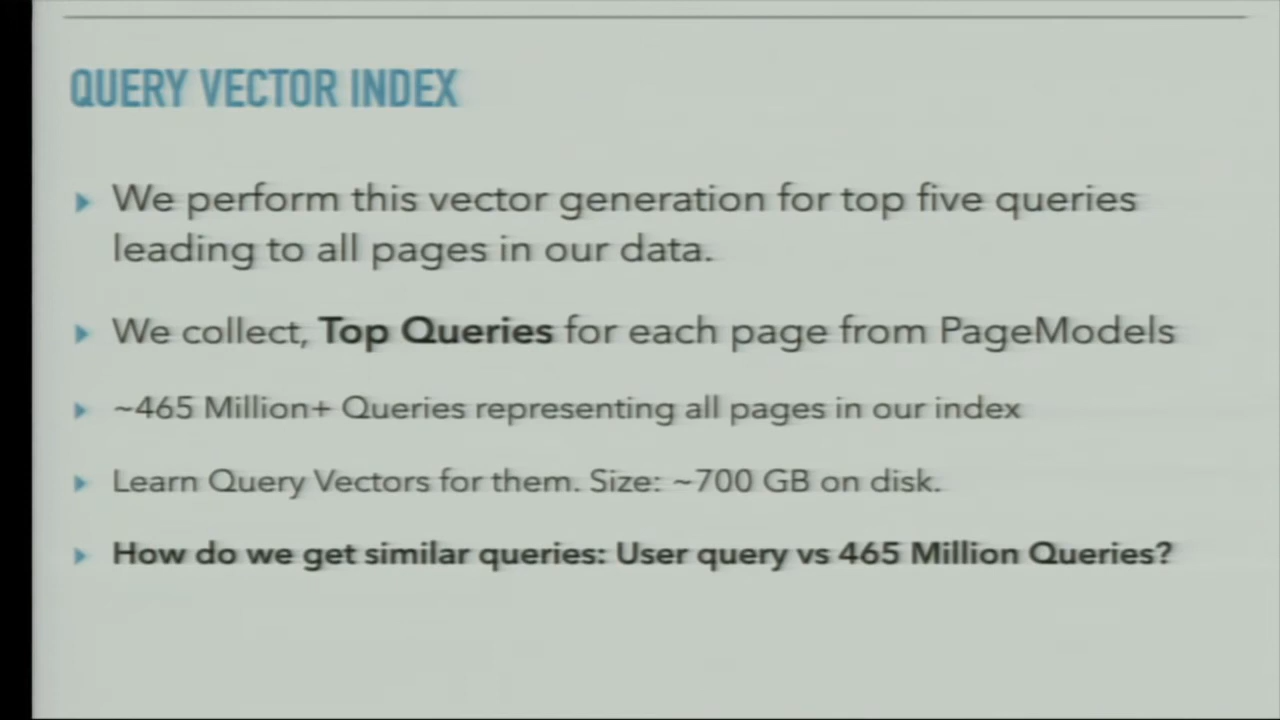 QUERY VECTOR INDEX
We perform this vector generation for top five queries
leading to all pages in our data.
We collect, Top Queries for each page from PageModels
~465 Million+ Queries representing all pages in our index
Learn Query Vectors for them. Size: ~700 GB on disk.
How do we get similar queries: User query vs 465 Million Queries?